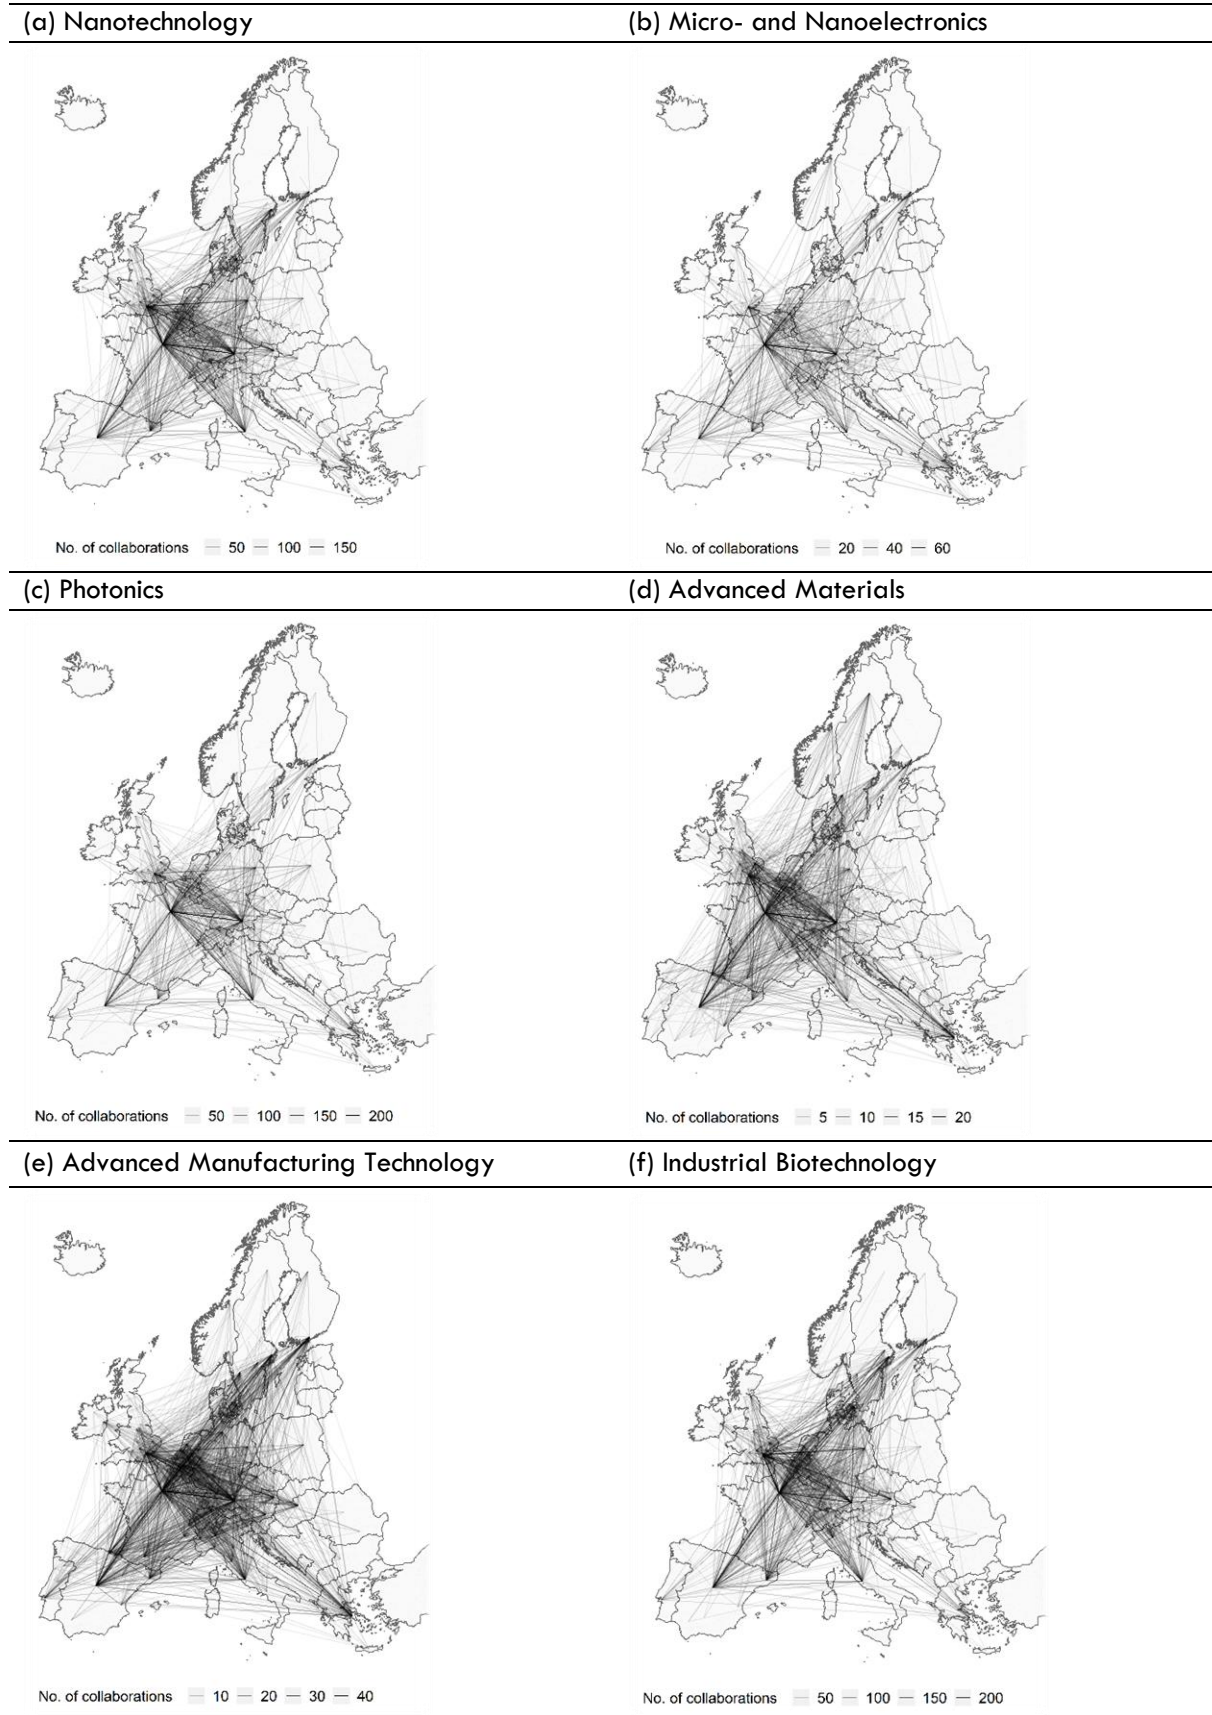 (a) Nanotechnology
(b) Micro- and Nanoelectronics
No. of collaborations 50 100 150
No. of collaborations 20 40 60
(c) Photonics
(d) Advanced Materials
No. of collaborations 50 100 150 200
No. of collaborations 5 10 15 20
(e) Advanced Manufacturing Technology
(f) Industrial Biotechnology
No. of collaborations 10 20 30 40
No. of collaborations 50 100 150 200